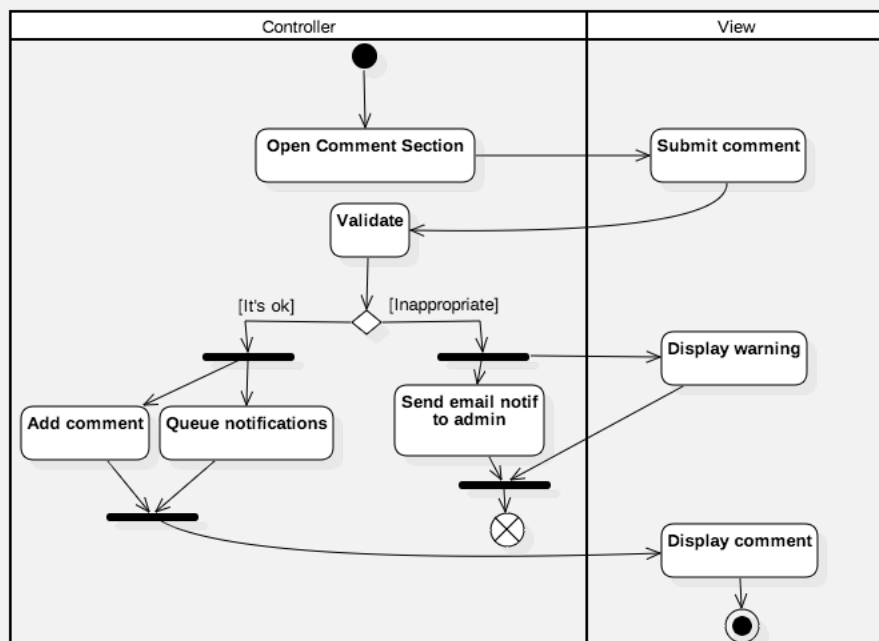 Controller
View
Open Comment Section
Submit comment
Validate
[It's ok]
[Inappropriate]
Display warning
Add comment
Queue notifications
Send email notif
to admin
Display comment